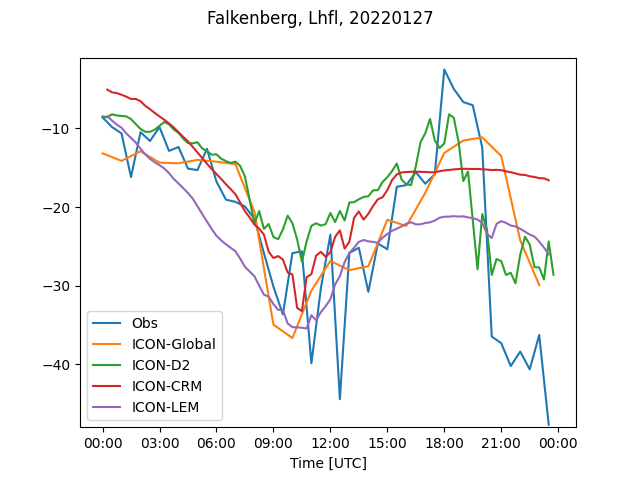 Falkenberg, Lhfl, 20220127
−10
−20
−30
−40
Obs
ICON-Global
ICON-D2
ICON-CRM
ICON-LEM
00:00 03:00 06:00 09:00 12:00 15:00 18:00 21:00 00:00
Time [UTC]